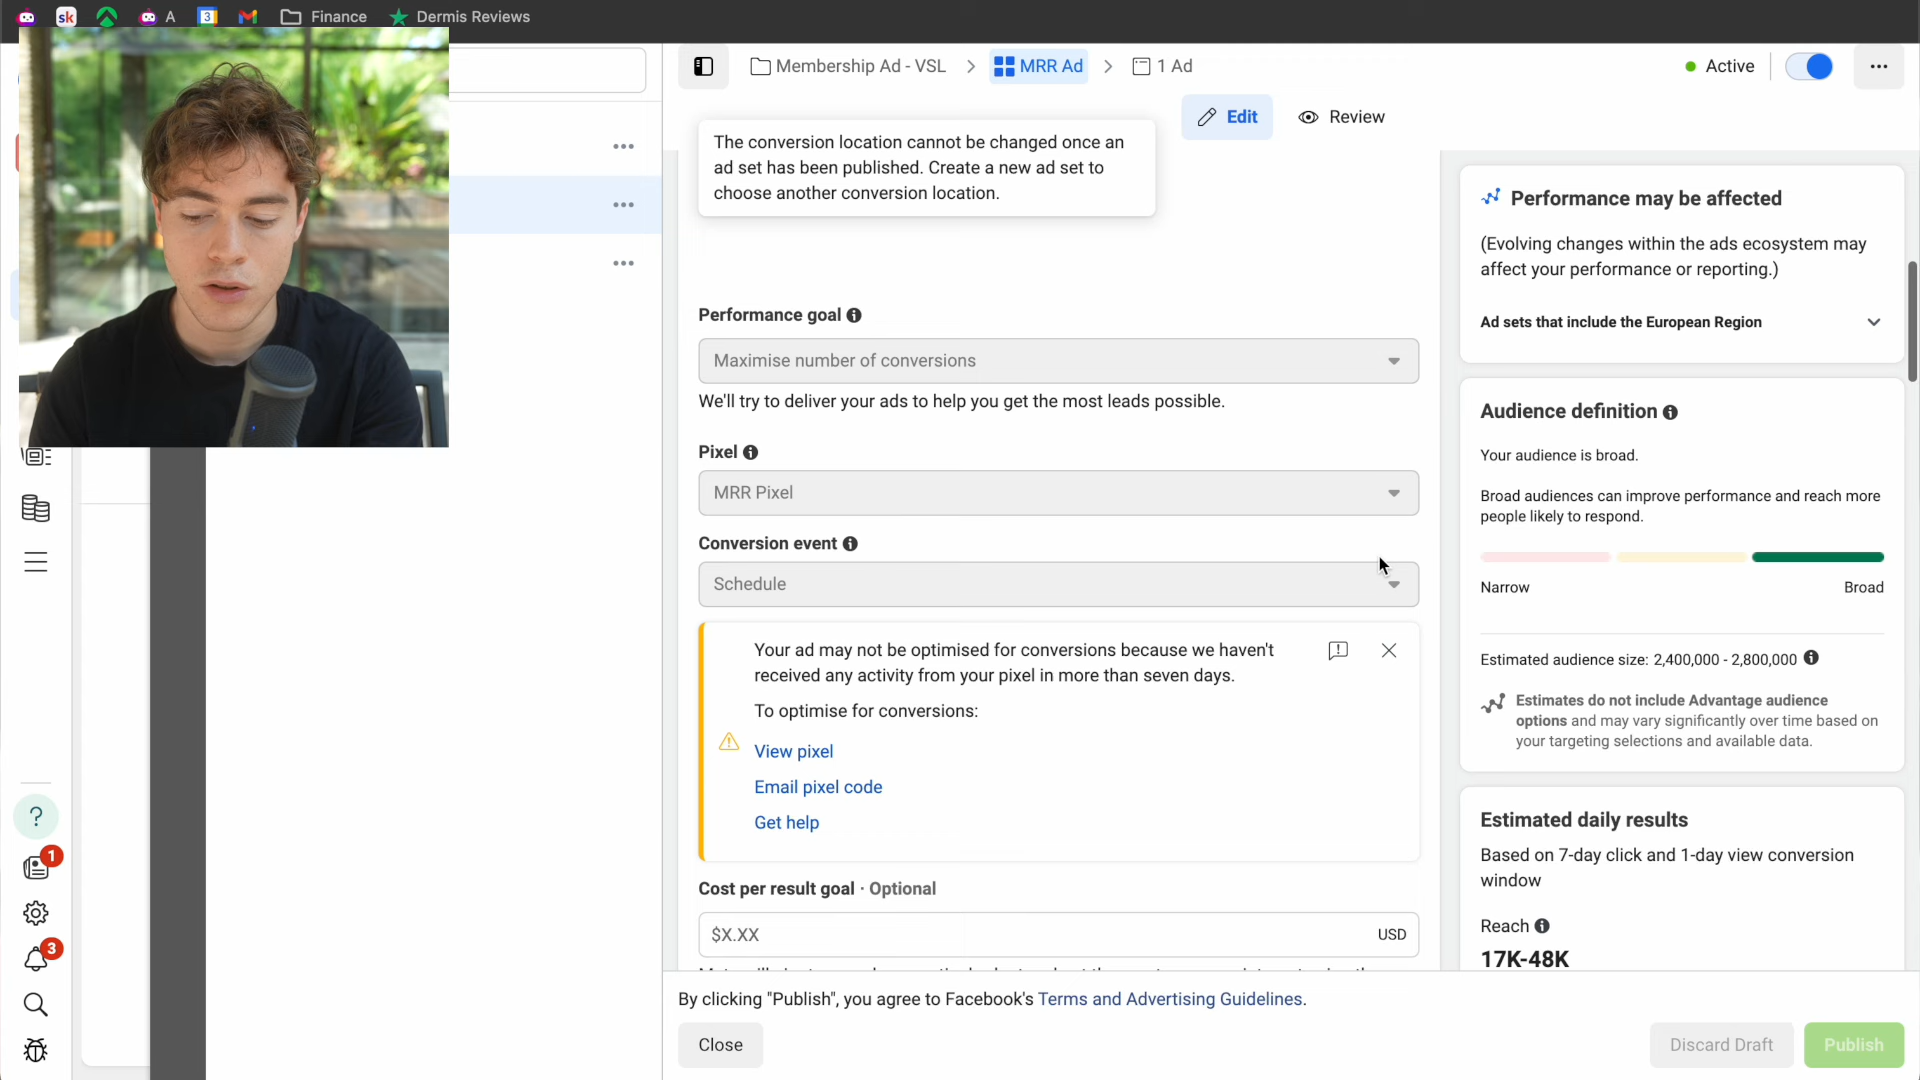 sk
A
3
Finance
Dermis Reviews
Membership Ad - VSL
MRR Ad
1 Ad
Active
Edit
Review
The conversion location cannot be changed once an
ad set has been published. Create a new ad set to
choose another conversion location.
Performance goal
Maximise number of conversions
We'll try to deliver your ads to help you get the most leads possible.
Pixel
MRR Pixel
Conversion event
Schedule
Your ad may not be optimised for conversions because we haven't
received any activity from your pixel in more than seven days.
To optimise for conversions:
View pixel
Email pixel code
Get help
Cost per result goal · Optional
$X.XX
USD
By clicking "Publish", you agree to Facebook's Terms and Advertising Guidelines.
Close
Discard Draft
Publish
Performance may be affected
(Evolving changes within the ads ecosystem may
affect your performance or reporting.)
Ad sets that include the European Region
Audience definition
Your audience is broad.
Broad audiences can improve performance and reach more
people likely to respond.
Narrow
Broad
Estimated audience size: 2,400,000 - 2,800,000
Estimates do not include Advantage audience
options and may vary significantly over time based on
your targeting selections and available data.
Estimated daily results
Based on 7-day click and 1-day view conversion
window
Reach
17K-48K
?
1
3